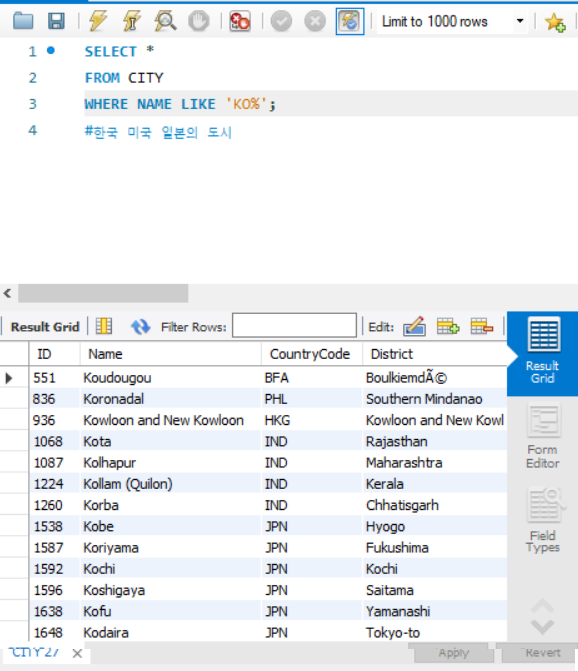 Limit to 1000 rows
1 SELECT *
2 FROM CITY
3 WHERE NAME LIKE 'KO%';
4 #한국 미국 일본의 도시
Result Grid Filter Rows: Edit:
ID Name CountryCode District
551 Koudougou BFA BoulkiemdÃ©
836 Koronadal PHL Southern Mindanao
936 Kowloon and New Kowloon HKG Kowloon and New Kowl
1068 Kota IND Rajasthan
1087 Kolhapur IND Maharashtra
1224 Kollam (Quilon) IND Kerala
1260 Korba IND Chhatisgarh
1538 Kobe JPN Hyogo
1587 Koriyama JPN Fukushima
1592 Kochi JPN Kochi
1596 Koshigaya JPN Saitama
1638 Kofu JPN Yamanashi
1648 Kodaira JPN Tokyo-to
Result
Grid
Form
Editor
Field
Types
CITY 27
Apply Revert